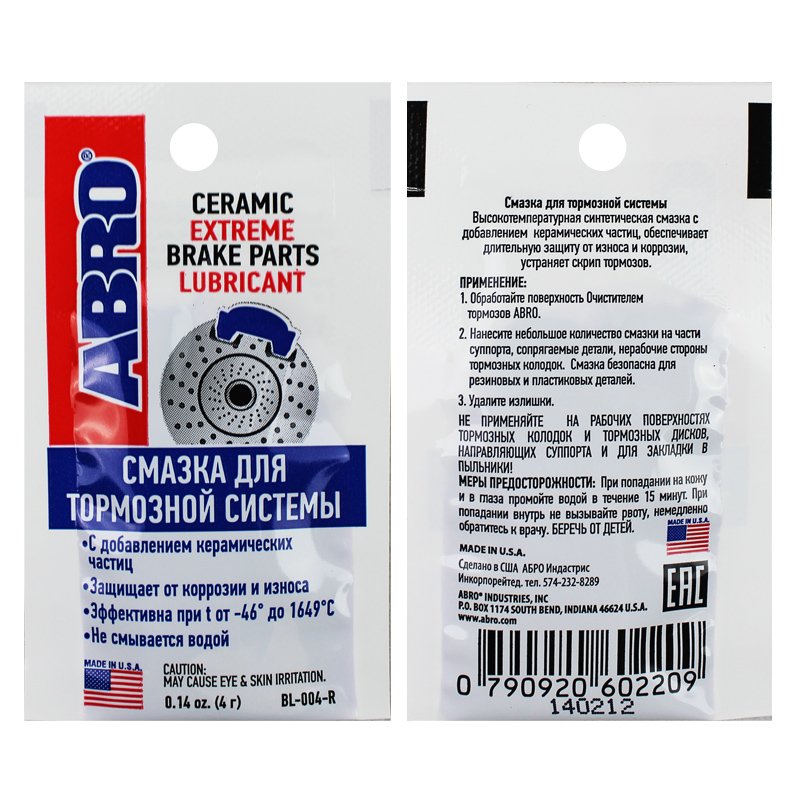 ABRO®
CERAMIC
EXTREME
BRAKE PARTS
LUBRICANT
СМАЗКА ДЛЯ
ТОРМОЗНОЙ СИСТЕМЫ
•С добавлением керамических
частиц
•Защищает от коррозии и износа
•Эффективна при t от -46° до 1649°C
•Не смывается водой
MADE IN U.S.A.
CAUTION:
MAY CAUSE EYE & SKIN IRRITATION.
0.14 oz. (4 г) BL-004-R
Смазка для тормозной системы
Высокотемпературная синтетическая смазка с
добавлением керамических частиц, обеспечивает
длительную защиту от износа и коррозии,
устраняет скрип тормозов.
ПРИМЕНЕНИЕ:
1. Обработайте поверхность Очистителем
тормозов ABRO.
2. Нанесите небольшое количество смазки на части
суппорта, сопрягаемые детали, нерабочие стороны
тормозных колодок. Смазка безопасна для
резиновых и пластиковых деталей.
3. Удалите излишки.
НЕ ПРИМЕНЯЙТЕ НА РАБОЧИХ ПОВЕРХНОСТЯХ
ТОРМОЗНЫХ КОЛОДОК И ТОРМОЗНЫХ ДИСКОВ,
НАПРАВЛЯЮЩИХ СУППОРТА И ДЛЯ ЗАКЛАДКИ В
ПЫЛЬНИКИ!
МЕРЫ ПРЕДОСТОРОЖНОСТИ: При попадании на кожу
и в глаза промойте водой в течение 15 минут. При
попадании внутрь не вызывайте рвоту, немедленно
обратитесь к врачу. БЕРЕЧЬ ОТ ДЕТЕЙ.
MADE IN U.S.A.
MADE IN U.S.A.
Сделано в США АБРО Индастрис
Инкорпорейтед. тел. 574-232-8289
EAC
ABRO® INDUSTRIES, INC
P.O. BOX 1174 SOUTH BEND, INDIANA 46624 U.S.A.
www.abro.com
0 790920 602209
140212